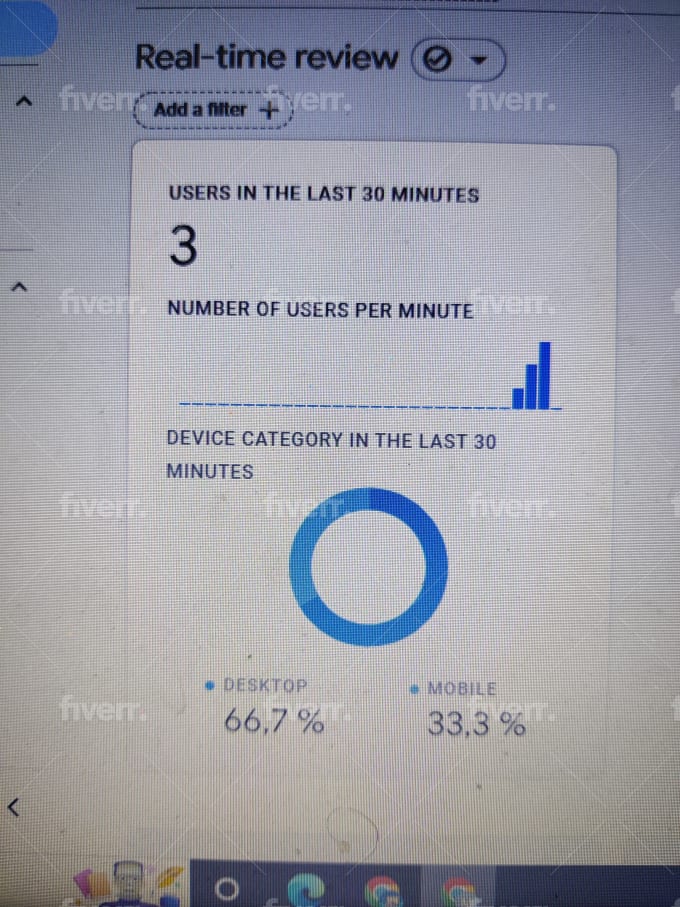 Real-time review
Add a filter +
USERS IN THE LAST 30 MINUTES
3
NUMBER OF USERS PER MINUTE
DEVICE CATEGORY IN THE LAST 30
MINUTES
DESKTOP
66,7 %
MOBILE
33,3 %
fiverr.
fiverr.
fiverr.
fiverr.
fiverr.
fiverr.
fiverr.
fiverr.
fiverr.
fiverr.
fiverr.